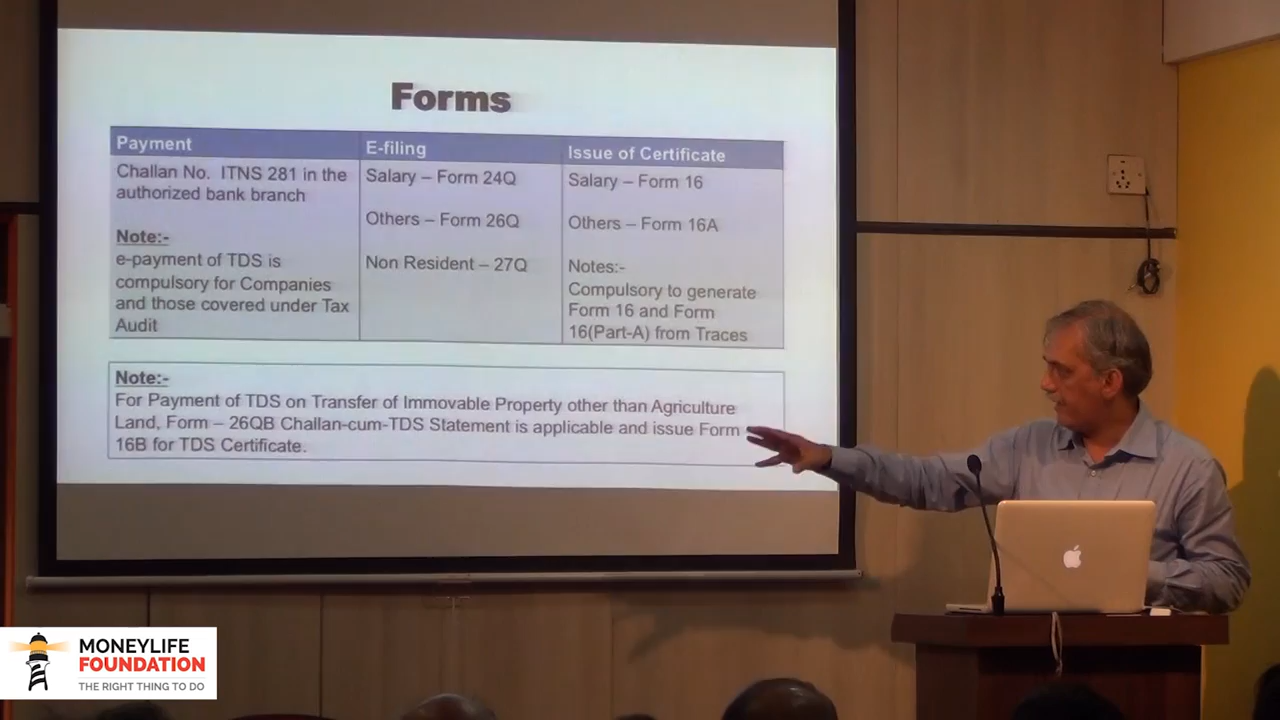 Forms
Payment
Challan No. ITNS 281 in the
authorized bank branch
Note:-
e-payment of TDS is
compulsory for Companies
and those covered under Tax
Audit
E-filing
Salary – Form 24Q
Others – Form 26Q
Non Resident – 27Q
Issue of Certificate
Salary – Form 16
Others – Form 16A
Notes:-
Compulsory to generate
Form 16 and Form
16(Part-A) from Traces
Note:-
For Payment of TDS on Transfer of Immovable Property other than Agriculture
Land, Form – 26QB Challan-cum-TDS Statement is applicable and issue Form
16B for TDS Certificate.
MONEYLIFE
FOUNDATION
THE RIGHT THING TO DO